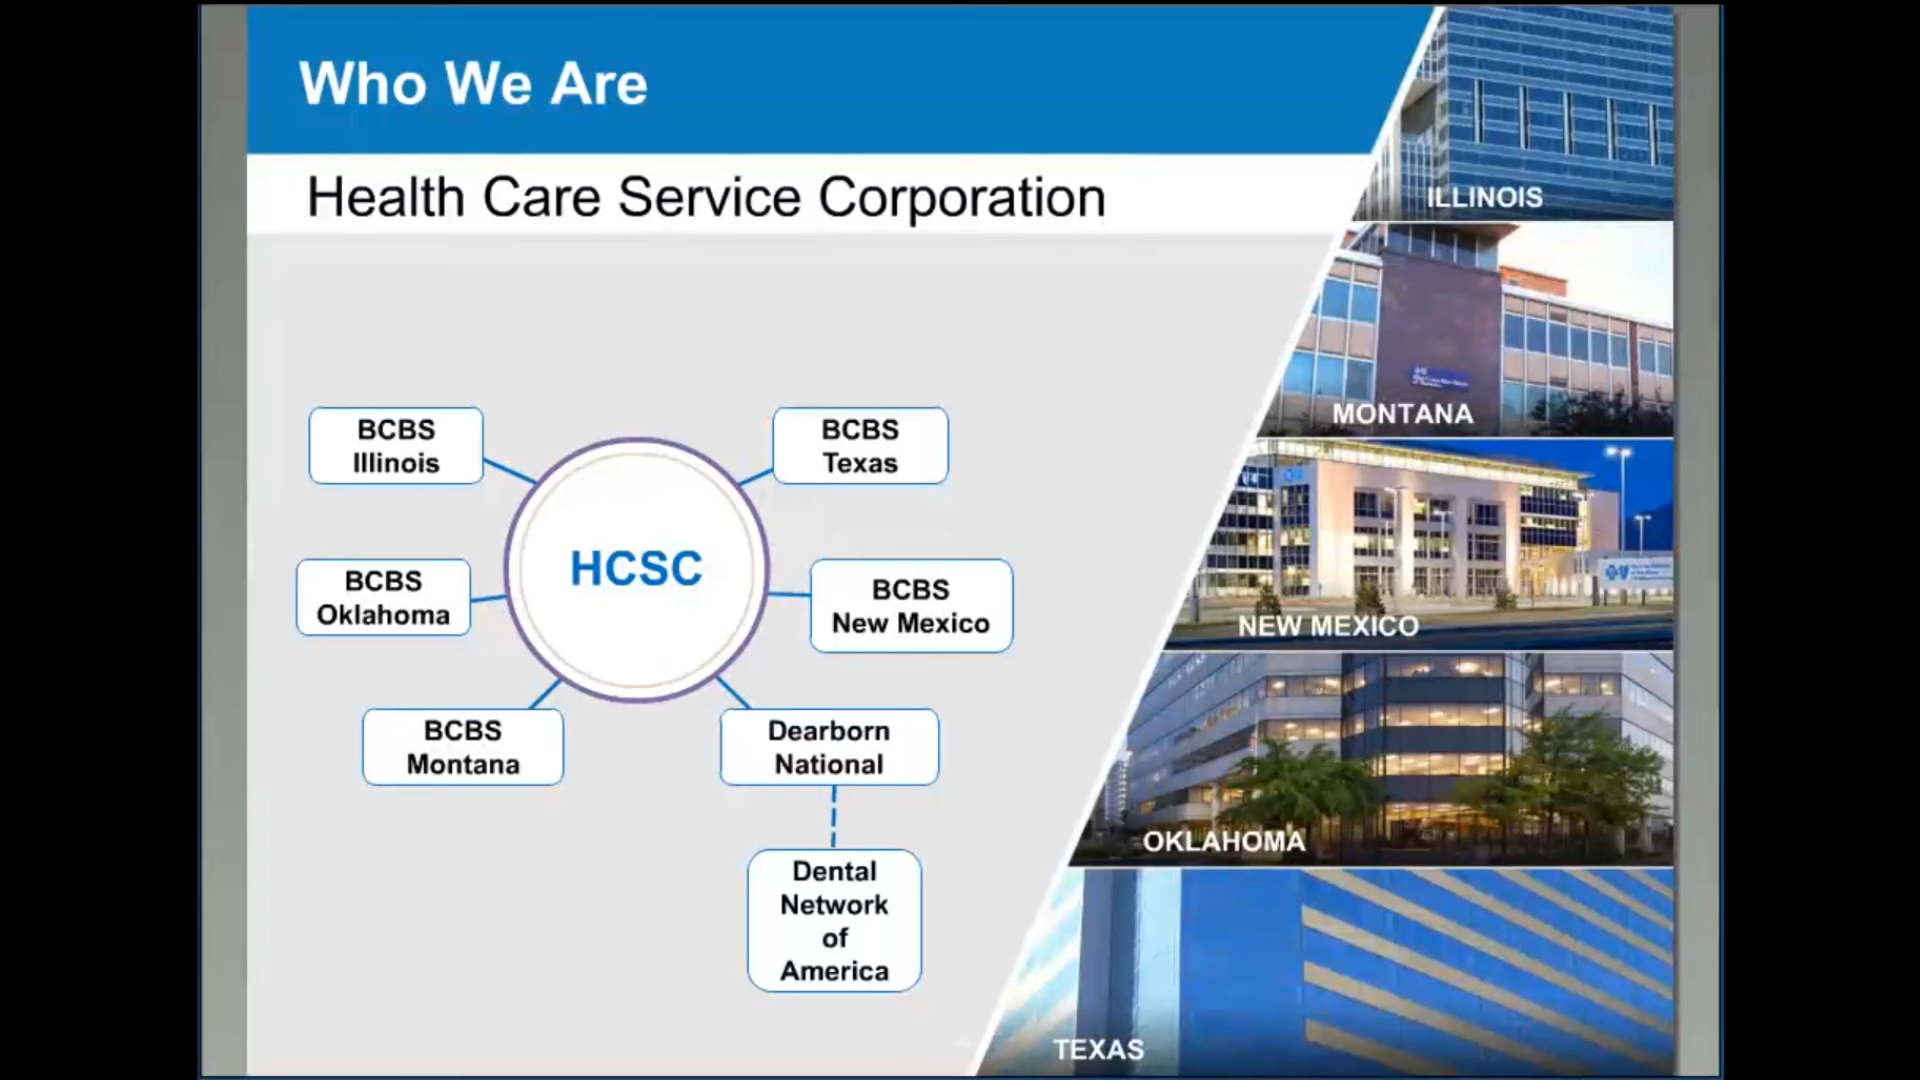 Who We Are
Health Care Service Corporation
BCBS
Illinois
BCBS
Texas
HCSC
BCBS
Oklahoma
BCBS
New Mexico
BCBS
Montana
Dearborn
National
Dental
Network
of
America
ILLINOIS
MONTANA
NEW MEXICO
OKLAHOMA
TEXAS